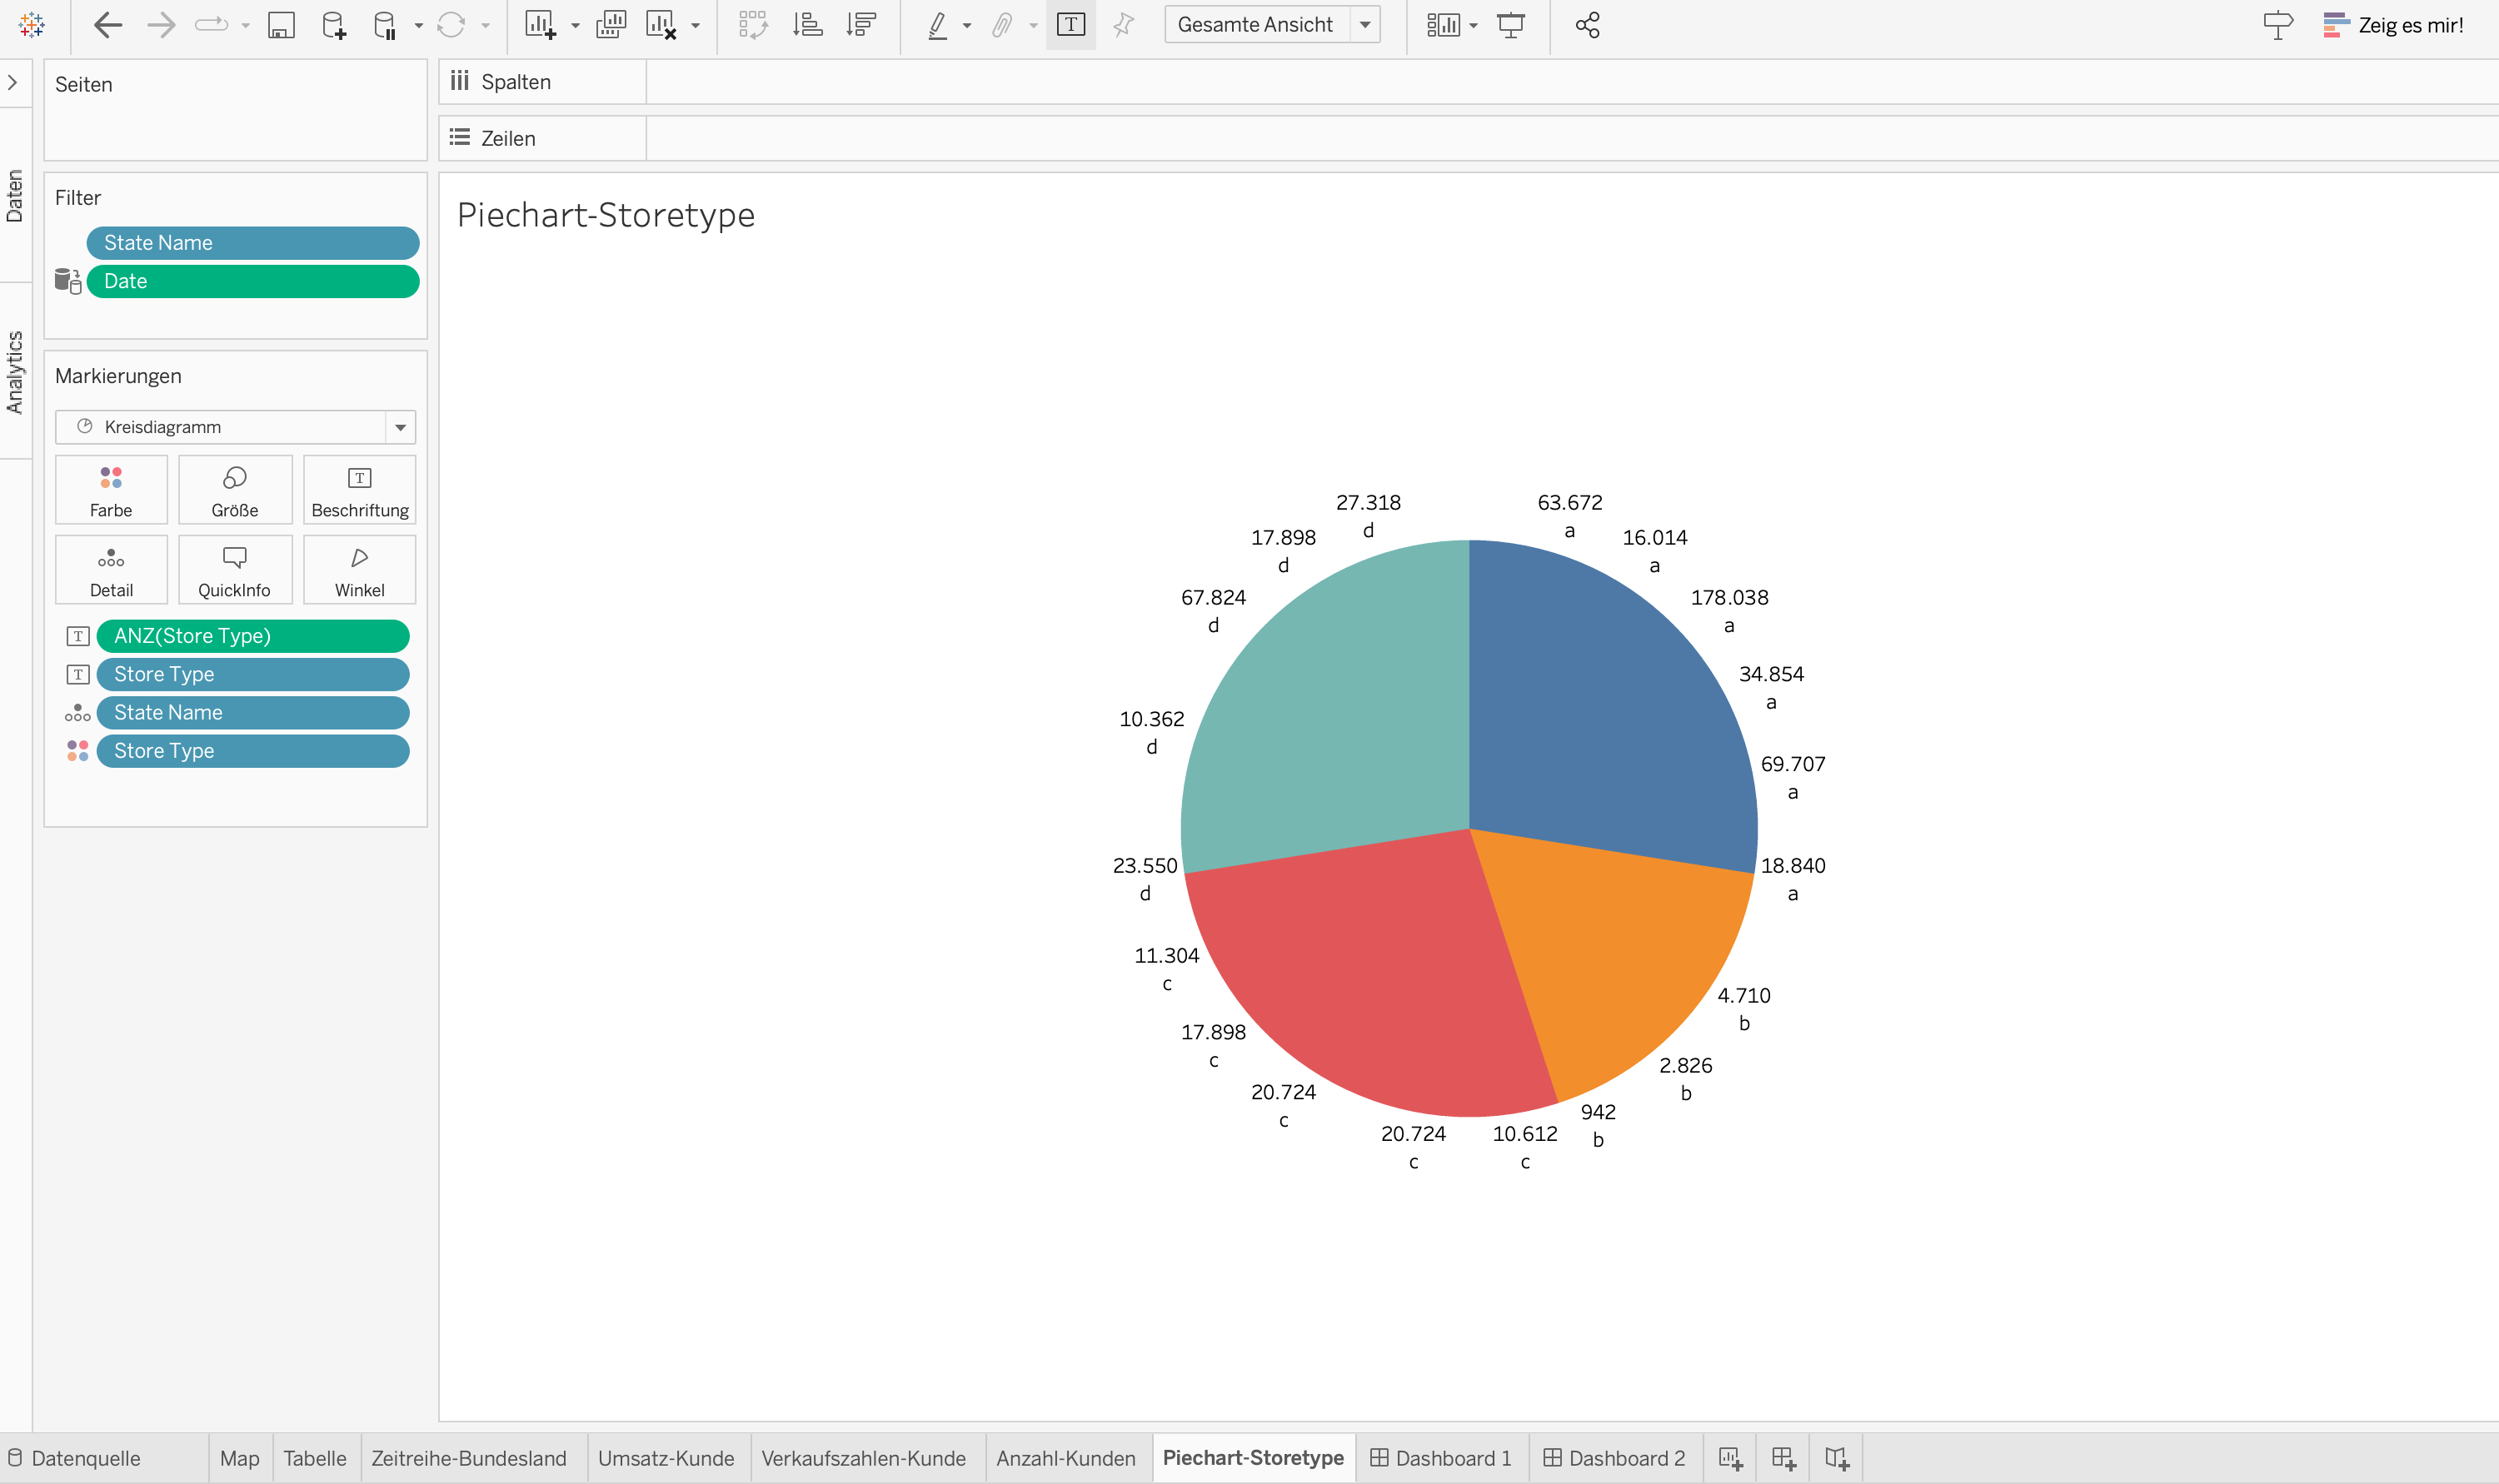 Gesamte Ansicht
Zeig es mir!
Daten
Analytics
Seiten
Filter
State Name
Date
Markierungen
Kreisdiagramm
Farbe
Größe
Beschriftung
Detail
QuickInfo
Winkel
ANZ(Store Type)
Store Type
State Name
Store Type
Spalten
Zeilen
Piechart-Storetype
63.672
a
16.014
a
178.038
a
34.854
a
69.707
a
18.840
a
4.710
b
2.826
b
942
b
10.612
c
20.724
c
20.724
c
17.898
c
11.304
c
23.550
d
10.362
d
67.824
d
17.898
d
27.318
d
Datenquelle
Map
Tabelle
Zeitreihe-Bundesland
Umsatz-Kunde
Verkaufszahlen-Kunde
Anzahl-Kunden
Piechart-Storetype
Dashboard 1
Dashboard 2